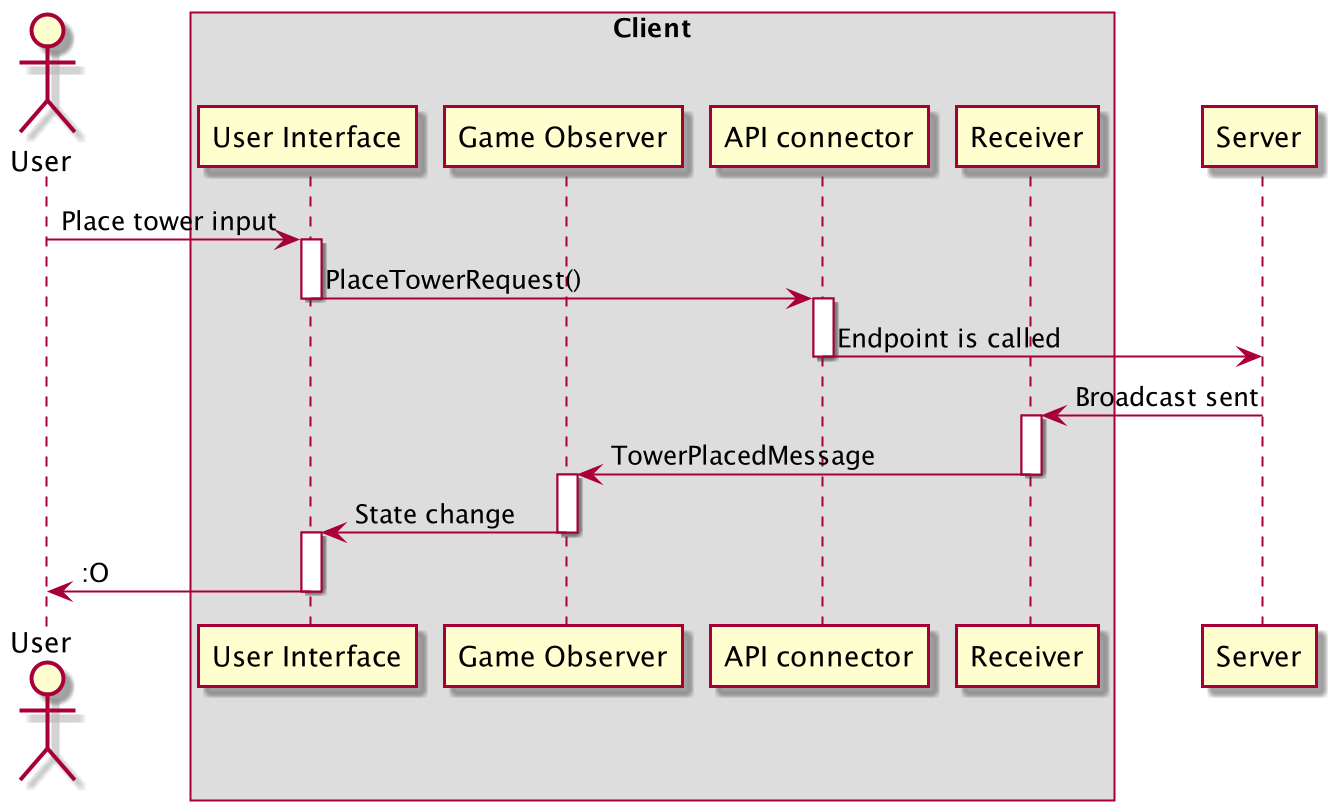 Client
User
User Interface
Game Observer
API connector
Receiver
Server
Place tower input
PlaceTowerRequest()
Endpoint is called
Broadcast sent
TowerPlacedMessage
State change
:O
User
User Interface
Game Observer
API connector
Receiver
Server